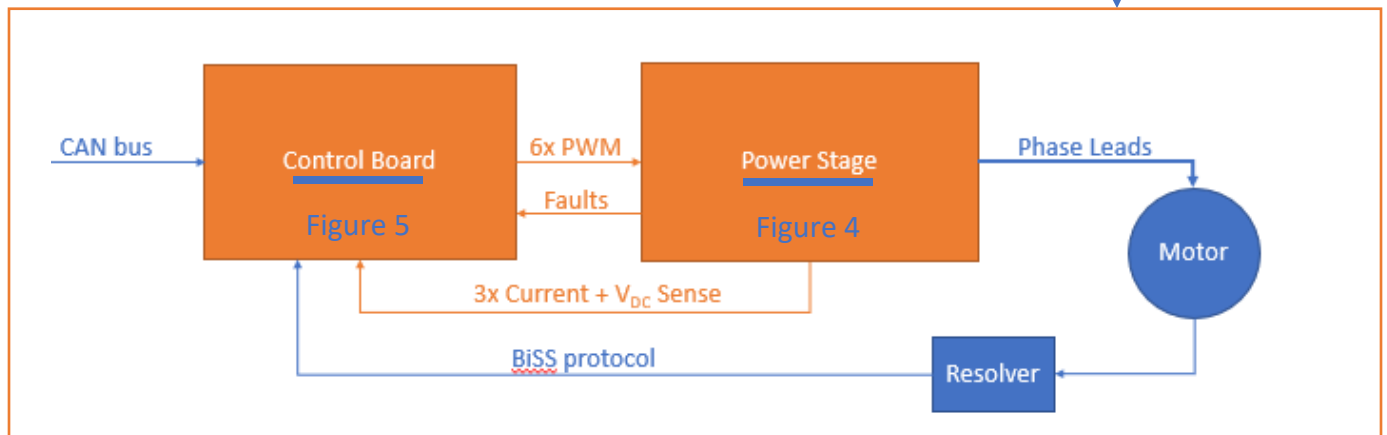 CAN bus
Control Board
Figure 5
6x PWM
Faults
Power Stage
Figure 4
Phase Leads
Motor
3x Current + VDC Sense
BiSS protocol
Resolver